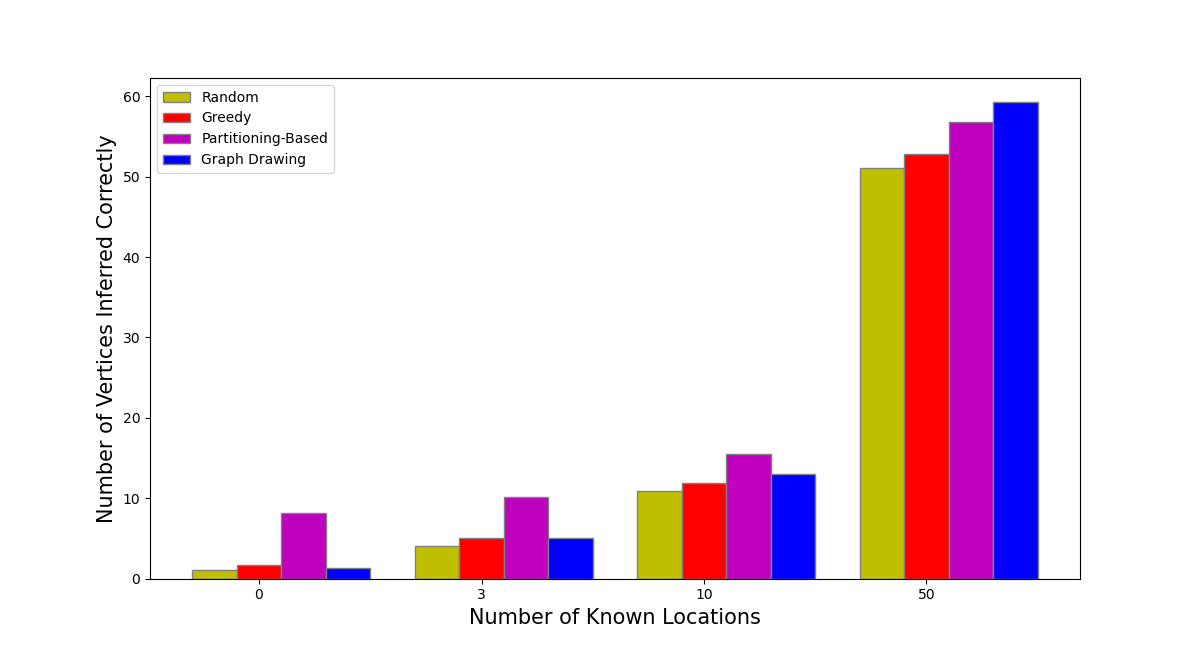 Random
Greedy
Partitioning-Based
Graph Drawing
Number of Vertices Inferred Correctly
60
50
40
30
20
10
0
0 3 10 50
Number of Known Locations